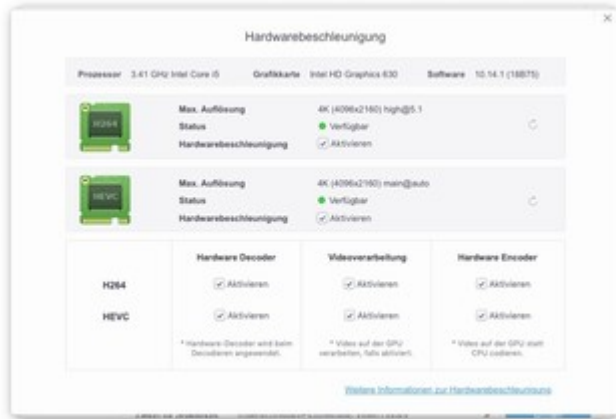 Hardwarebeschleunigung
Prozessor 3.41 GHz Intel Core i5 Grafikkarte Intel HD Graphics 630 Software 10.14.1 (18B75)
H264
Max. Auflösung 4K (4096x2160) high@5.1
Status Verfügbar
Hardwarebeschleunigung Aktivieren
HEVC
Max. Auflösung 4K (4096x2160) main@auto
Status Verfügbar
Hardwarebeschleunigung Aktivieren
Hardware Decoder Videoverarbeitung Hardware Encoder
H264 Aktivieren Aktivieren Aktivieren
HEVC Aktivieren Aktivieren Aktivieren
* Hardware-Decoder wird beim * Video auf der GPU * Video auf der GPU statt
Decodieren angewendet. verarbeiten, falls aktiviert. CPU codieren.
Weitere Informationen zur Hardwarebeschleunigung